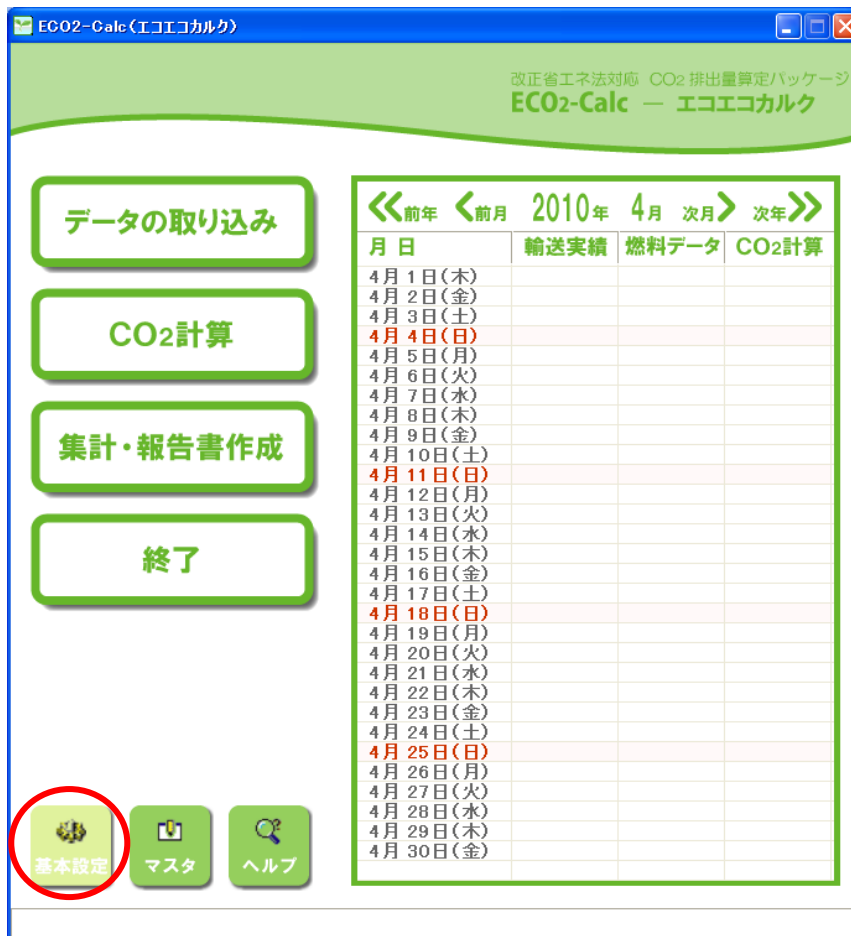 ECO2-Calc(エコエコカルク)
改正省エネ法対応 CO2 排出量算定パッケージ
ECO2-Calc － エコエコカルク
データの取り込み
CO2計算
集計・報告書作成
終了
基本設定
マスタ
ヘルプ
前年 前月 2010年 4月 次月 次年
月 日 輸送実績 燃料データ CO2計算
4月 1日(木)
4月 2日(金)
4月 3日(土)
4月 4日(日)
4月 5日(月)
4月 6日(火)
4月 7日(水)
4月 8日(木)
4月 9日(金)
4月 10日(土)
4月 11日(日)
4月 12日(月)
4月 13日(火)
4月 14日(水)
4月 15日(木)
4月 16日(金)
4月 17日(土)
4月 18日(日)
4月 19日(月)
4月 20日(火)
4月 21日(水)
4月 22日(木)
4月 23日(金)
4月 24日(土)
4月 25日(日)
4月 26日(月)
4月 27日(火)
4月 28日(水)
4月 29日(木)
4月 30日(金)